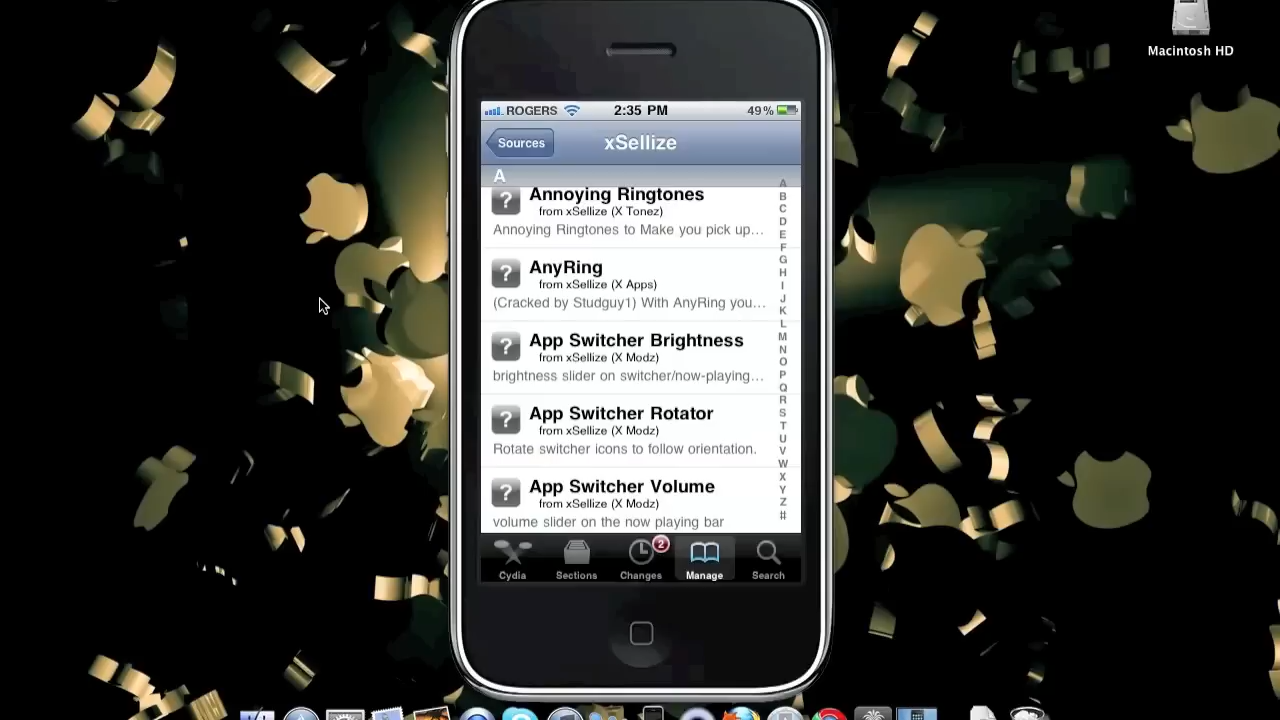 Macintosh HD
ROGERS 2:35 PM 49%
Sources xSellize
A
Annoying Ringtones
from xSellize (X Tonez)
Annoying Ringtones to Make you pick up...
? AnyRing
from xSellize (X Apps)
(Cracked by Studguy1) With AnyRing you...
? App Switcher Brightness
from xSellize (X Modz)
brightness slider on switcher/now-playing...
? App Switcher Rotator
from xSellize (X Modz)
Rotate switcher icons to follow orientation.
? App Switcher Volume
from xSellize (X Modz)
volume slider on the now playing bar
A
B
C
D
E
F
G
H
I
J
K
L
M
N
O
P
Q
R
S
T
U
V
W
X
Y
Z
#
2
Cydia Sections Changes Manage Search